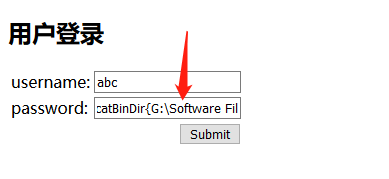 用户登录
username: abc
password: catBinDir{G:\Software Fil
Submit